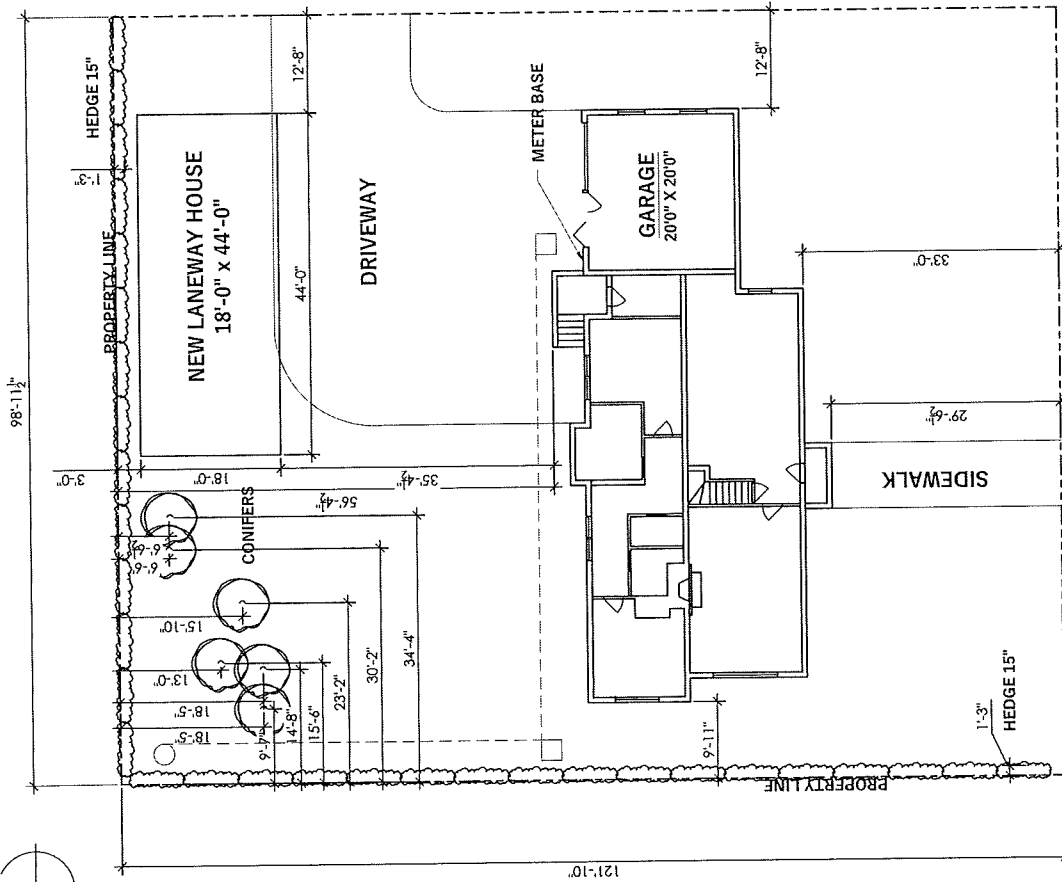 98'-11½"
HEDGE 15"
1'-3"
PROPERTY LINE
12'-8"
NEW LANEWAY HOUSE
18'-0" x 44'-0"
44'-0"
DRIVEWAY
METER BASE
12'-8"
GARAGE
20'0" X 20'0"
33'-0"
3'-0"
18'-0"
35'-4½"
56'-4½"
CONIFERS
6'-6½"
6'-6"
15'-10"
13'-0"
18'-5"
18'-5"
9'-7"
14'-8"
15'-6"
23'-2"
30'-2"
34'-4"
29'-6½"
SIDEWALK
9'-11"
1'-3"
HEDGE 15"
PROPERTY LINE
121'-10"